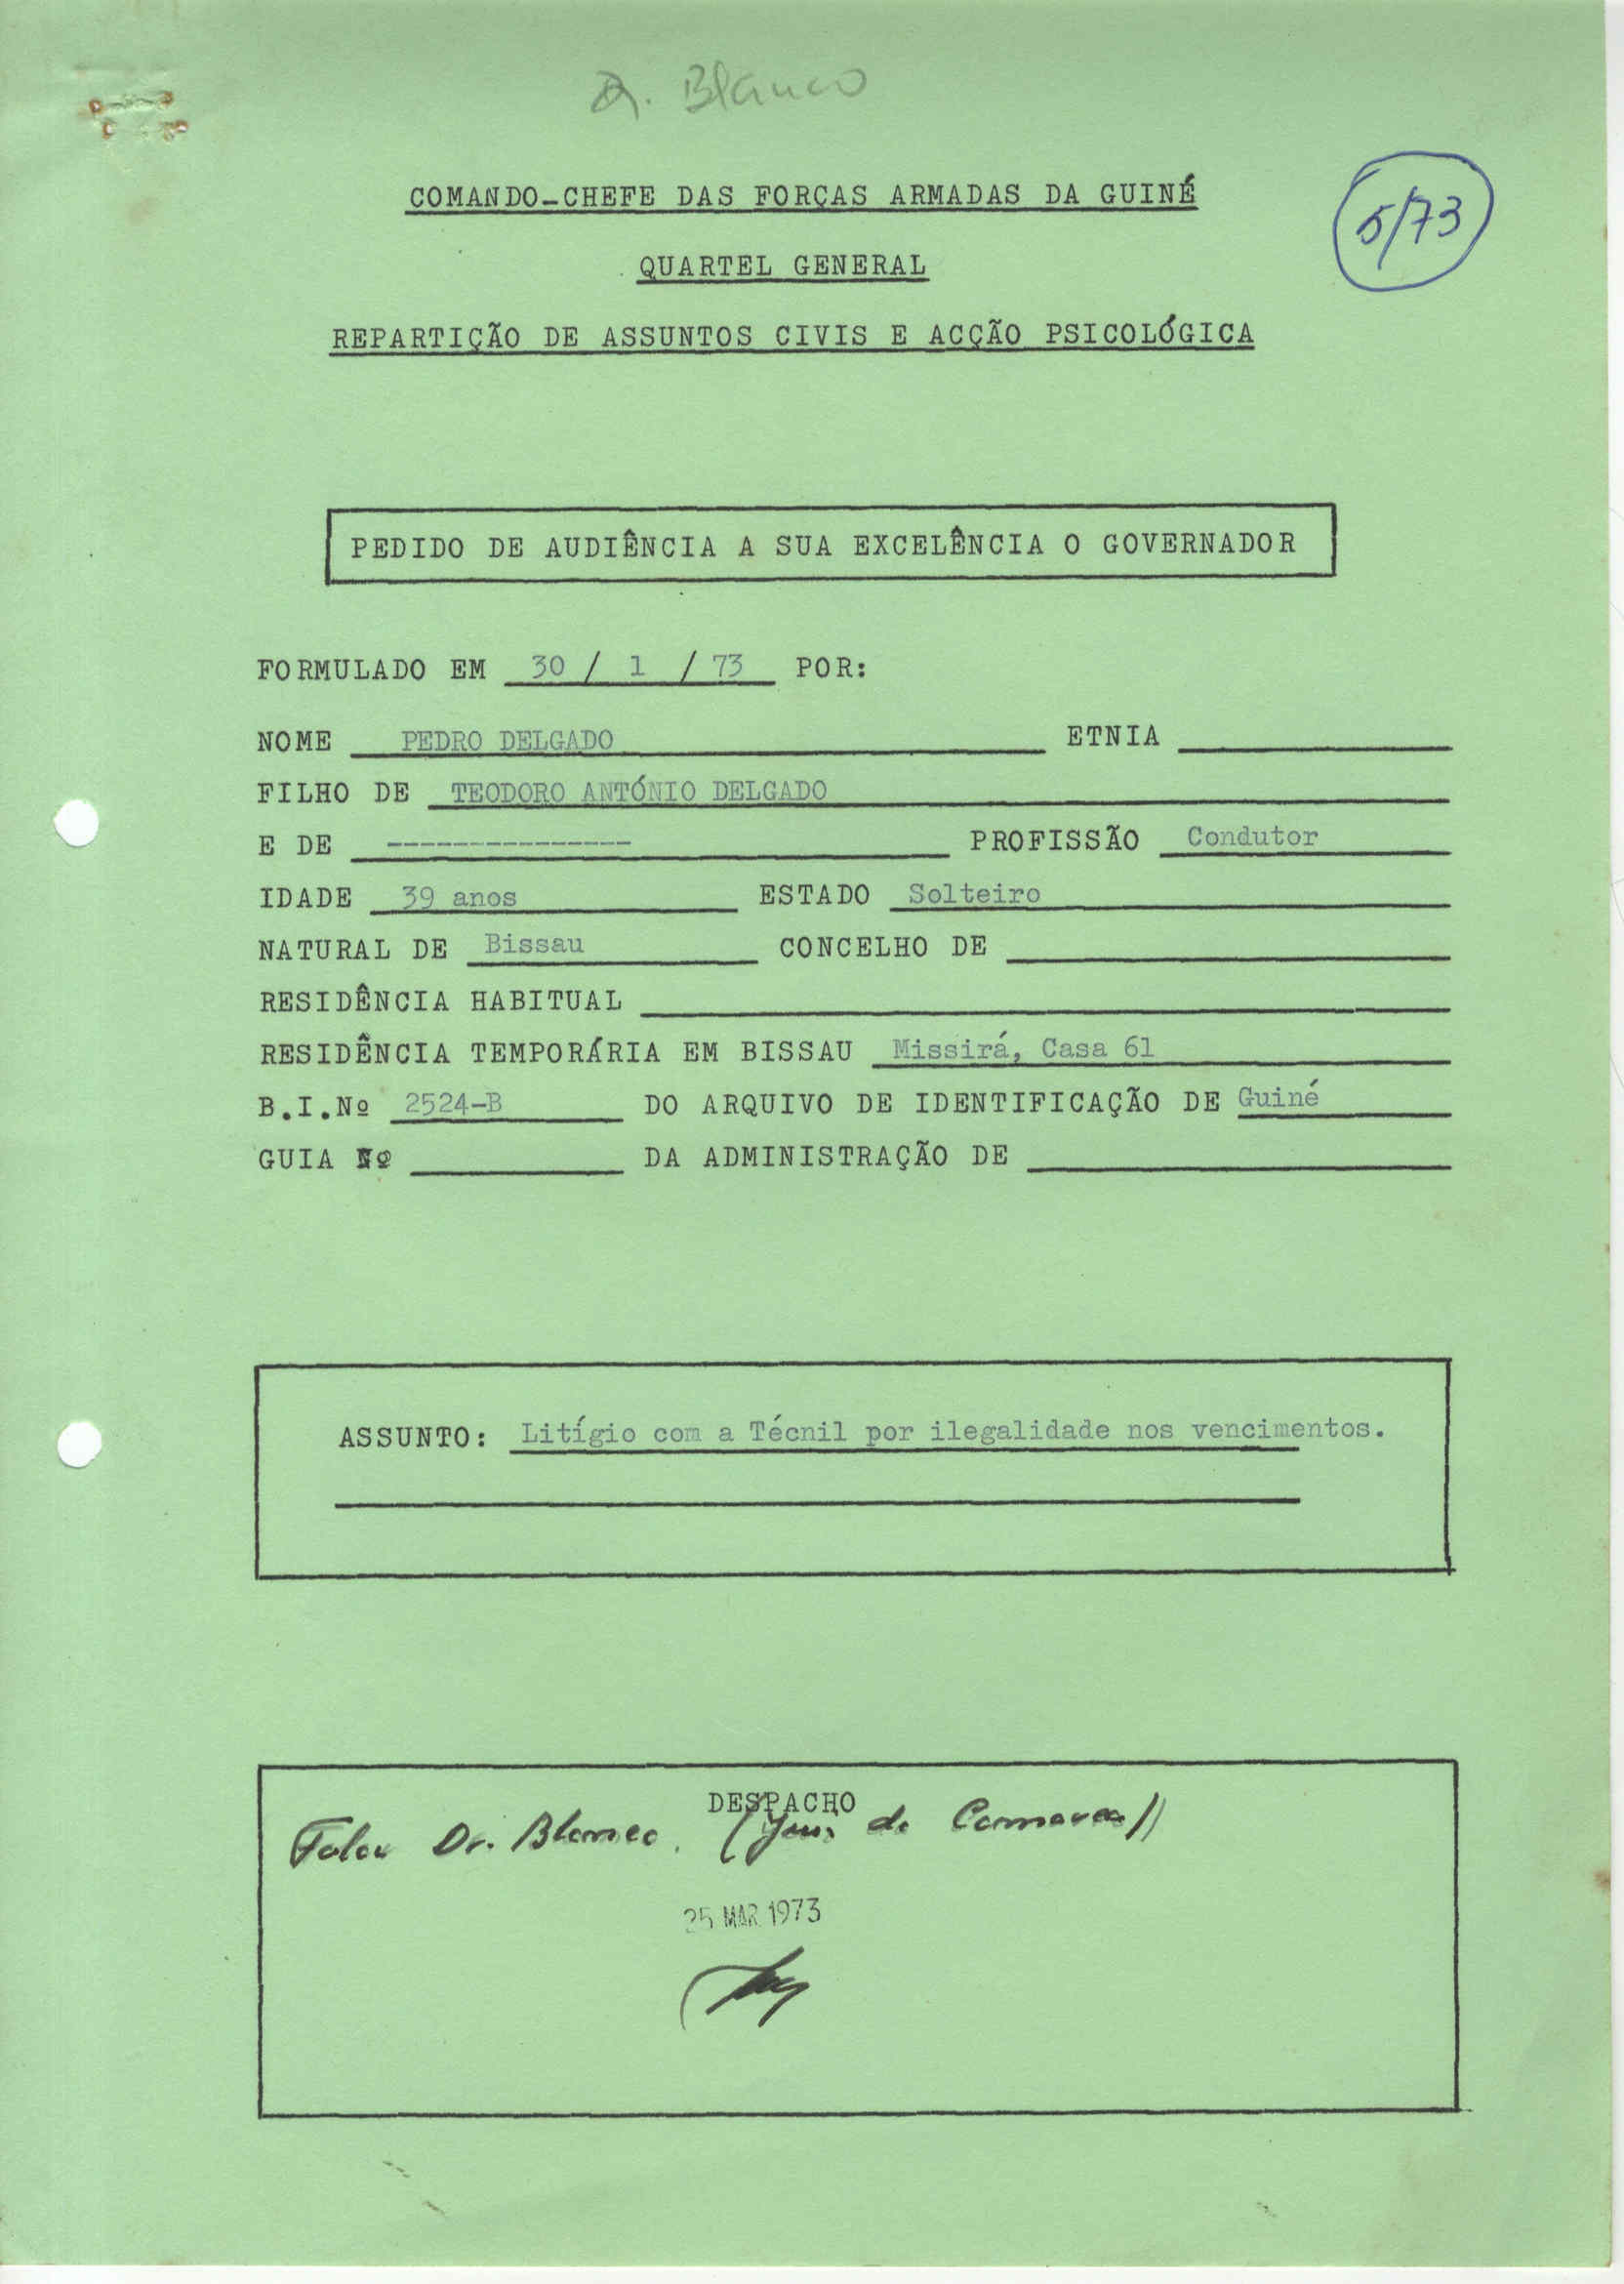 Blanco
COMANDO-CHEFE DAS FORÇAS ARMADAS DA GUINÉ
5/73
QUARTEL GENERAL
REPARTIÇÃO DE ASSUNTOS CIVIS E ACÇÃO PSICOLÓGICA
PEDIDO DE AUDIÊNCIA A SUA EXCELÊNCIA O GOVERNADOR
FORMULADO EM 30 / 1 / 73 POR:
NOME PEDRO DELGADO ETNIA
FILHO DE TEODORO ANTÓNIO DELGADO
E DE --------------- PROFISSÃO Condutor
IDADE 39 anos ESTADO Solteiro
NATURAL DE Bissau CONCELHO DE
RESIDÊNCIA HABITUAL
RESIDÊNCIA TEMPORÁRIA EM BISSAU Missirá, Casa 61
B.I.Nº 2524-B DO ARQUIVO DE IDENTIFICAÇÃO DE Guiné
GUIA Nº DA ADMINISTRAÇÃO DE
ASSUNTO: Litígio com a Técnil por ilegalidade nos vencimentos.
DESPACHO
Dr. Blanco.
25 MAR. 1973